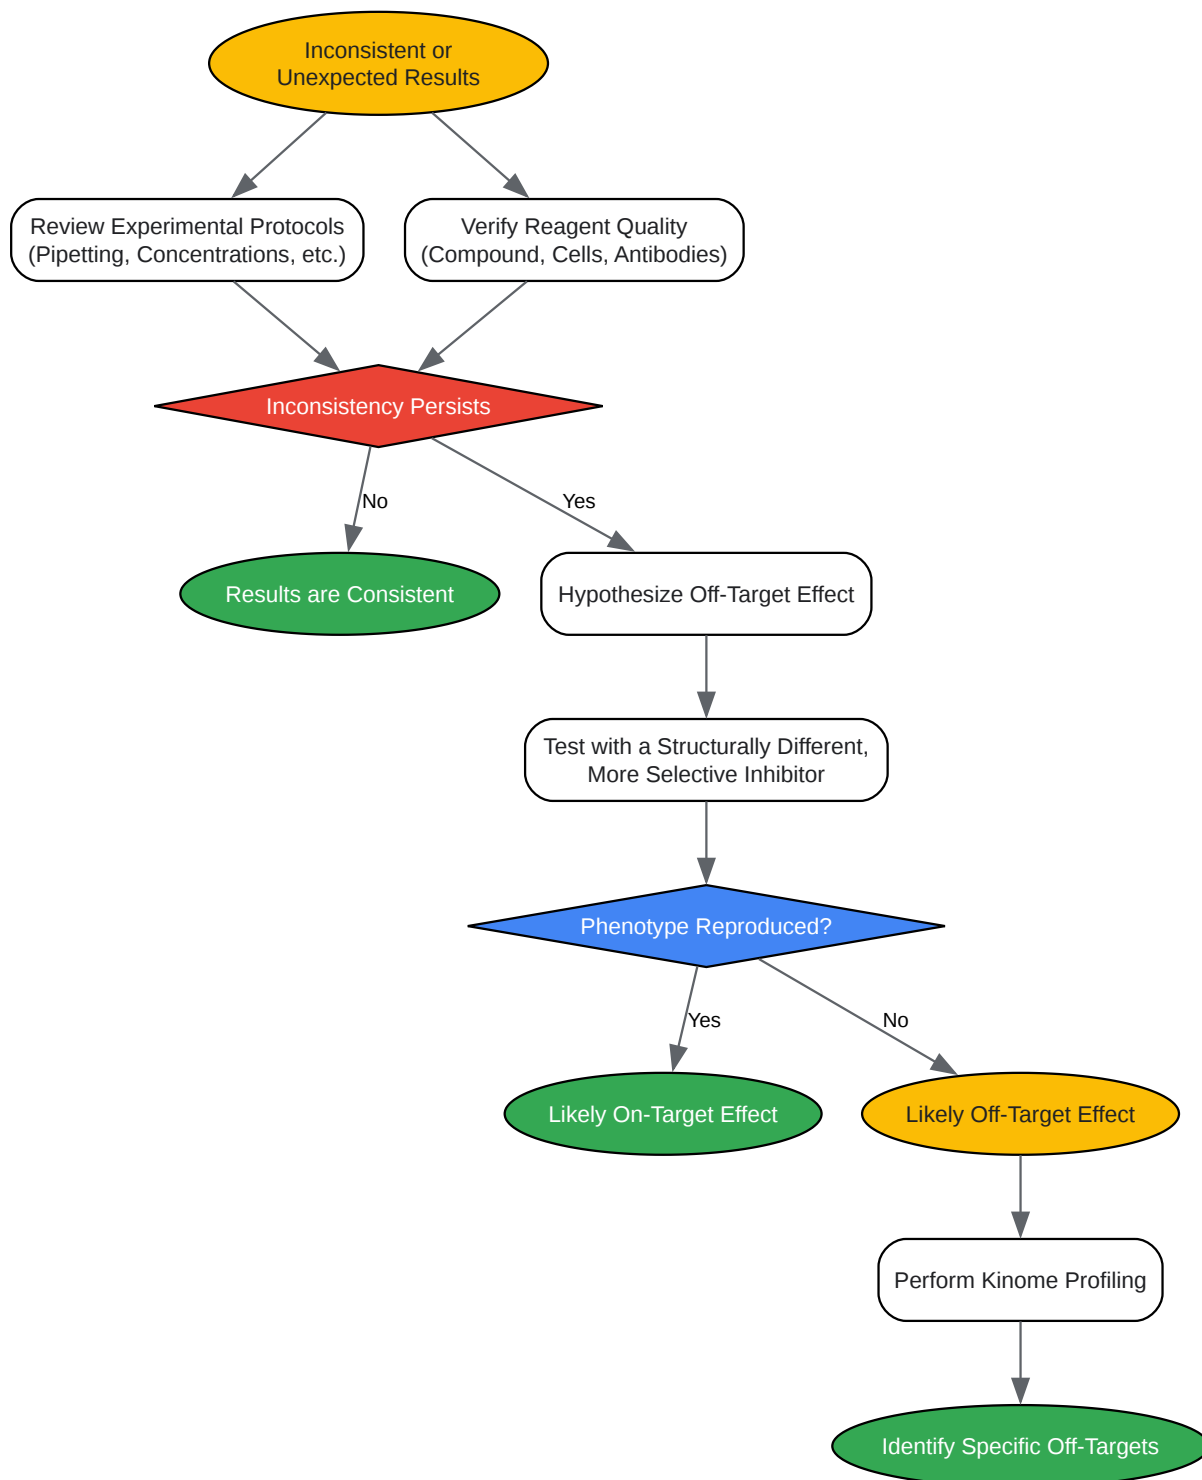 Inconsistent or
Unexpected Results
Review Experimental Protocols
(Pipetting, Concentrations, etc.)
Verify Reagent Quality
(Compound, Cells, Antibodies)
Inconsistency Persists
No
Yes
Results are Consistent
Hypothesize Off-Target Effect
Test with a Structurally Different,
More Selective Inhibitor
Phenotype Reproduced?
Yes
No
Likely On-Target Effect
Likely Off-Target Effect
Perform Kinome Profiling
Identify Specific Off-Targets